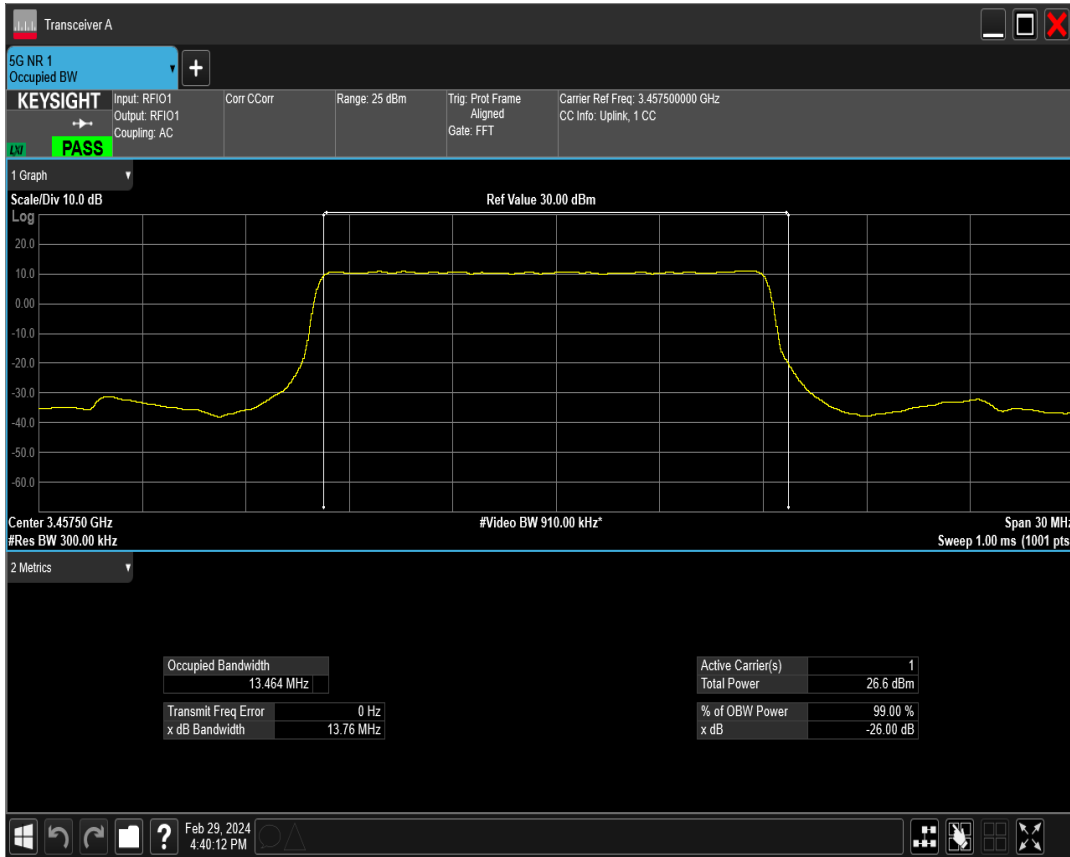 Transceiver A
5G NR 1
Occupied BW
+
KEYSIGHT
LXI
PASS
Input: RFIO1
Output: RFIO1
Coupling: AC
Corr CCorr
Range: 25 dBm
Trig: Prot Frame
Aligned
Gate: FFT
Carrier Ref Freq: 3.457500000 GHz
CC Info: Uplink, 1 CC
1 Graph
Scale/Div 10.0 dB
Ref Value 30.00 dBm
Log
20.0
10.0
0.00
-10.0
-20.0
-30.0
-40.0
-50.0
-60.0
Center 3.45750 GHz
#Video BW 910.00 kHz*
Span 30 MHz
#Res BW 300.00 kHz
Sweep 1.00 ms (1001 pts
2 Metrics
Occupied Bandwidth
13.464 MHz
Transmit Freq Error 0 Hz
x dB Bandwidth 13.76 MHz
Active Carrier(s) 1
Total Power 26.6 dBm
% of OBW Power 99.00 %
x dB -26.00 dB
?
Feb 29, 2024
4:40:12 PM